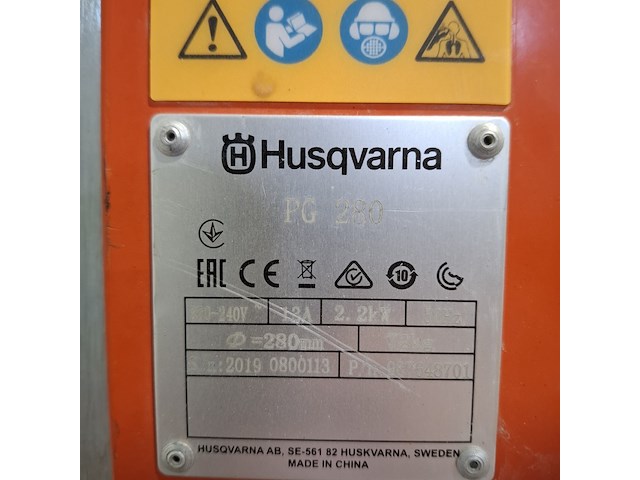 Husqvarna
PG 280
EAC CE
10
-240V 12A 2.2kW
Φ=280mm
s.n:2019 0800113 P/N:
HUSQVARNA AB, SE-561 82 HUSKVARNA, SWEDEN
MADE IN CHINA